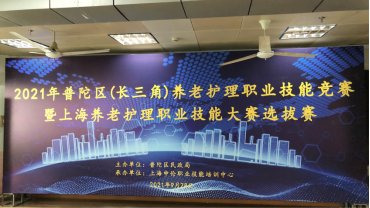 2021年普陀区(长三角)养老护理职业技能竞赛
暨上海养老护理职业技能大赛选拔赛
主办单位：普陀区民政局
承办单位：上海申伦职业技能培训中心
2021年9月28日